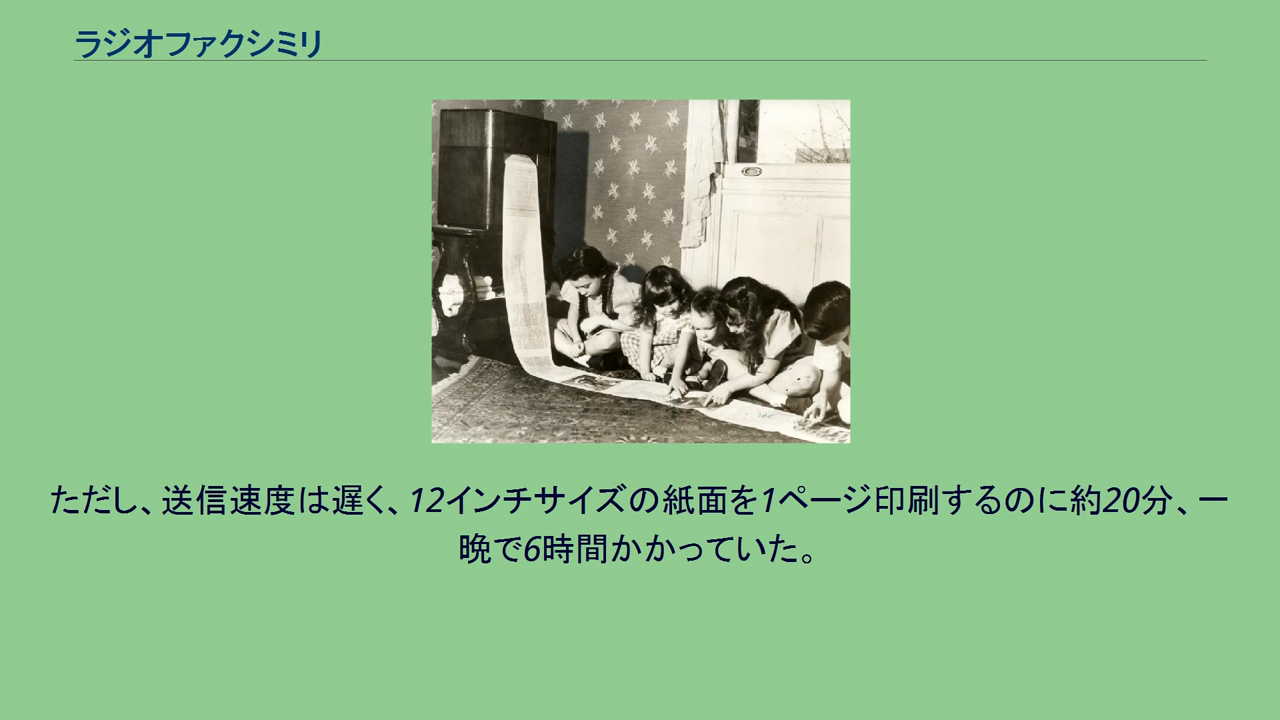 ラジオファクシミリ
ただし、送信速度は遅く、12インチサイズの紙面を1ページ印刷するのに約20分、一
晩で6時間かかっていた。